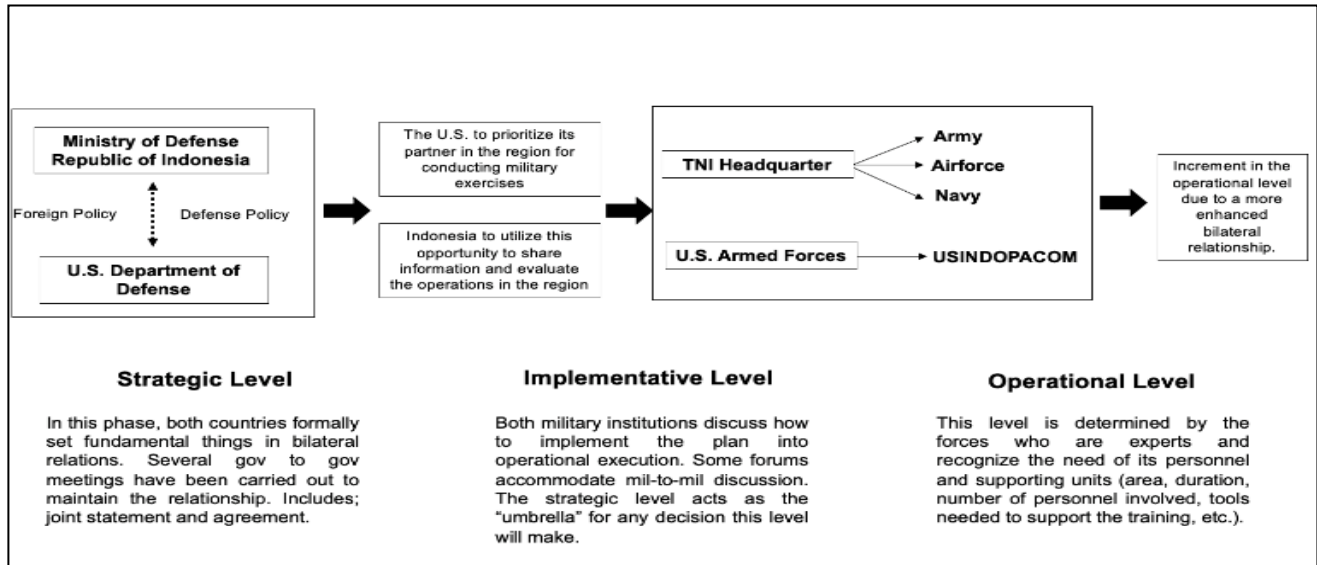 Ministry of Defense
Republic of Indonesia
Foreign Policy
Defense Policy
U.S. Department of
Defense
The U.S. to prioritize its
partner in the region for
conducting military
exercises
Indonesia to utilize this
opportunity to share
information and evaluate
the operations in the region
TNI Headquarter
Army
Airforce
Navy
U.S. Armed Forces
USINDOPACOM
Increment in the
operational level
due to a more
enhanced
bilateral
relationship.
Strategic Level
In this phase, both countries formally
set fundamental things in bilateral
relations. Several gov to gov
meetings have been carried out to
maintain the relationship. Includes;
joint statement and agreement.
Implementative Level
Both military institutions discuss how
to implement the plan into
operational execution. Some forums
accommodate mil-to-mil discussion.
The strategic level acts as the
“umbrella” for any decision this level
will make.
Operational Level
This level is determined by the
forces who are experts and
recognize the need of its personnel
and supporting units (area, duration,
number of personnel involved, tools
needed to support the training, etc.).